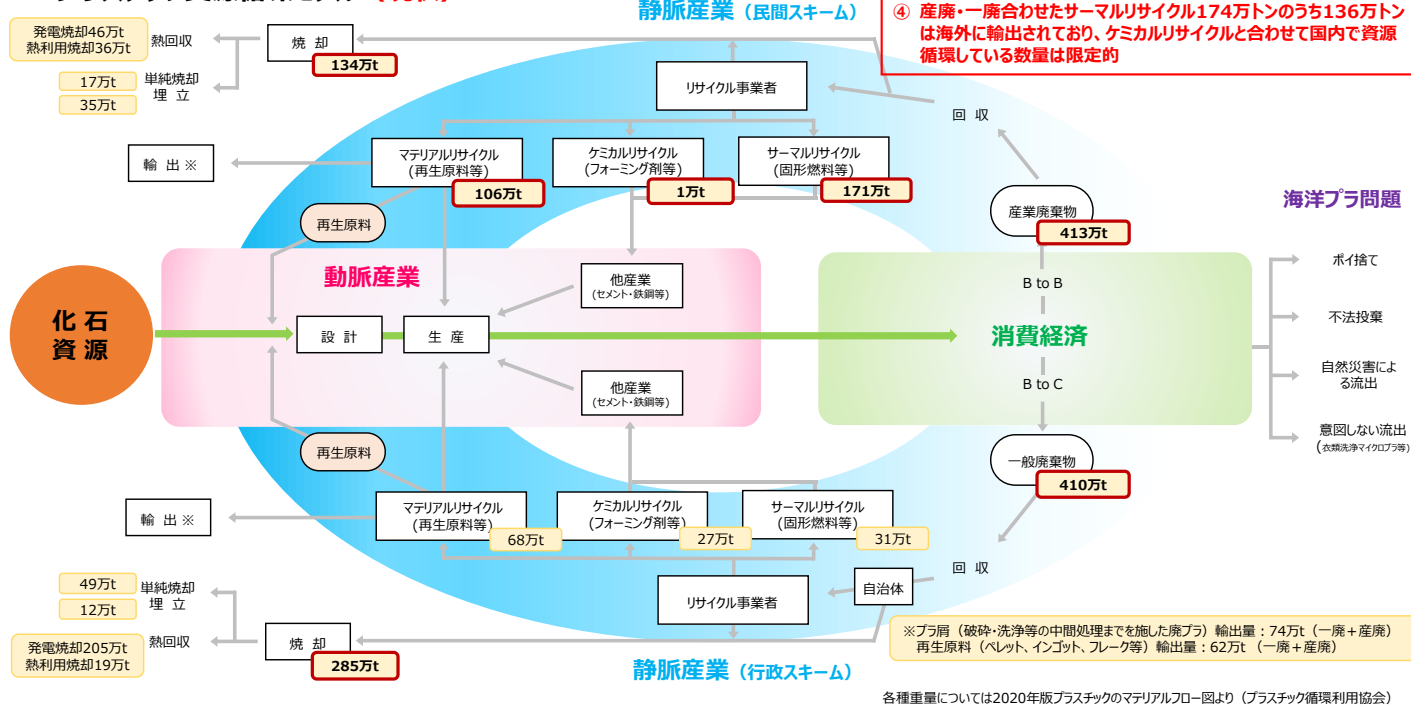 静脈産業（民間スキーム）
④ 産廃・一廃合わせたサーマルリサイクル174万トンのうち136万トン
は海外に輸出されており、ケミカルリサイクルと合わせて国内で資源
循環している数量は限定的
発電焼却46万t
熱利用焼却36万t
熱回収
焼 却
134万t
17万t
単純焼却
埋 立
35万t
リサイクル事業者
回 収
輸 出※
マテリアルリサイクル
(再生原料等)
106万t
ケミカルリサイクル
(フォーミング剤等)
1万t
サーマルリサイクル
(固形燃料等)
171万t
産業廃棄物
413万t
海洋プラ問題
再生原料
動脈産業
他産業
(セメント・鉄鋼等)
B to B
ポイ捨て
化 石
資 源
設 計
生 産
消費経済
不法投棄
他産業
(セメント・鉄鋼等)
B to C
自然災害によ
る流出
意図しない流出
(衣類洗浄マイクロプラ等)
再生原料
一般廃棄物
410万t
輸 出※
マテリアルリサイクル
(再生原料等)
68万t
ケミカルリサイクル
(フォーミング剤等)
27万t
サーマルリサイクル
(固形燃料等)
31万t
回 収
自治体
リサイクル事業者
49万t
単純焼却
埋 立
12万t
発電焼却205万t
熱利用焼却19万t
熱回収
焼 却
285万t
静脈産業（行政スキーム）
※プラ屑（破砕・洗浄等の中間処理までを施した廃プラ）輸出量：74万t（一廃＋産廃）
再生原料（ペレット、インゴット、フレーク等）輸出量：62万t（一廃＋産廃）
各種重量については2020年版プラスチックのマテリアルフロー図より（プラスチック循環利用協会）